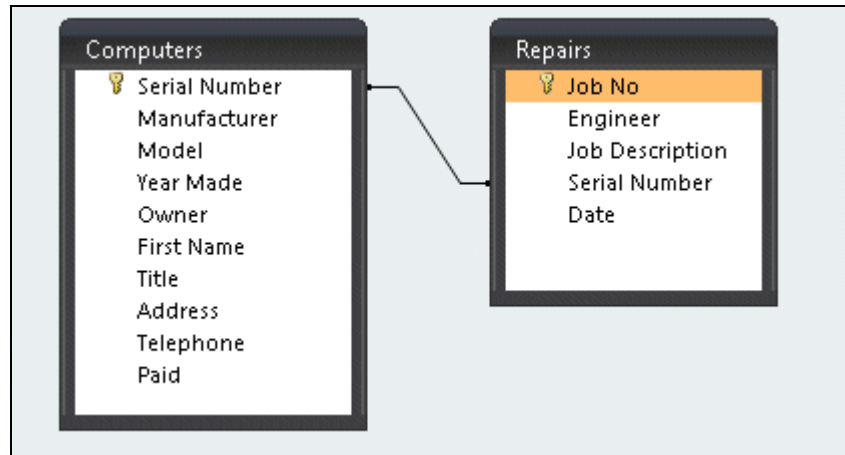 Computers
Serial Number
Manufacturer
Model
Year Made
Owner
First Name
Title
Address
Telephone
Paid
Repairs
Job No
Engineer
Job Description
Serial Number
Date